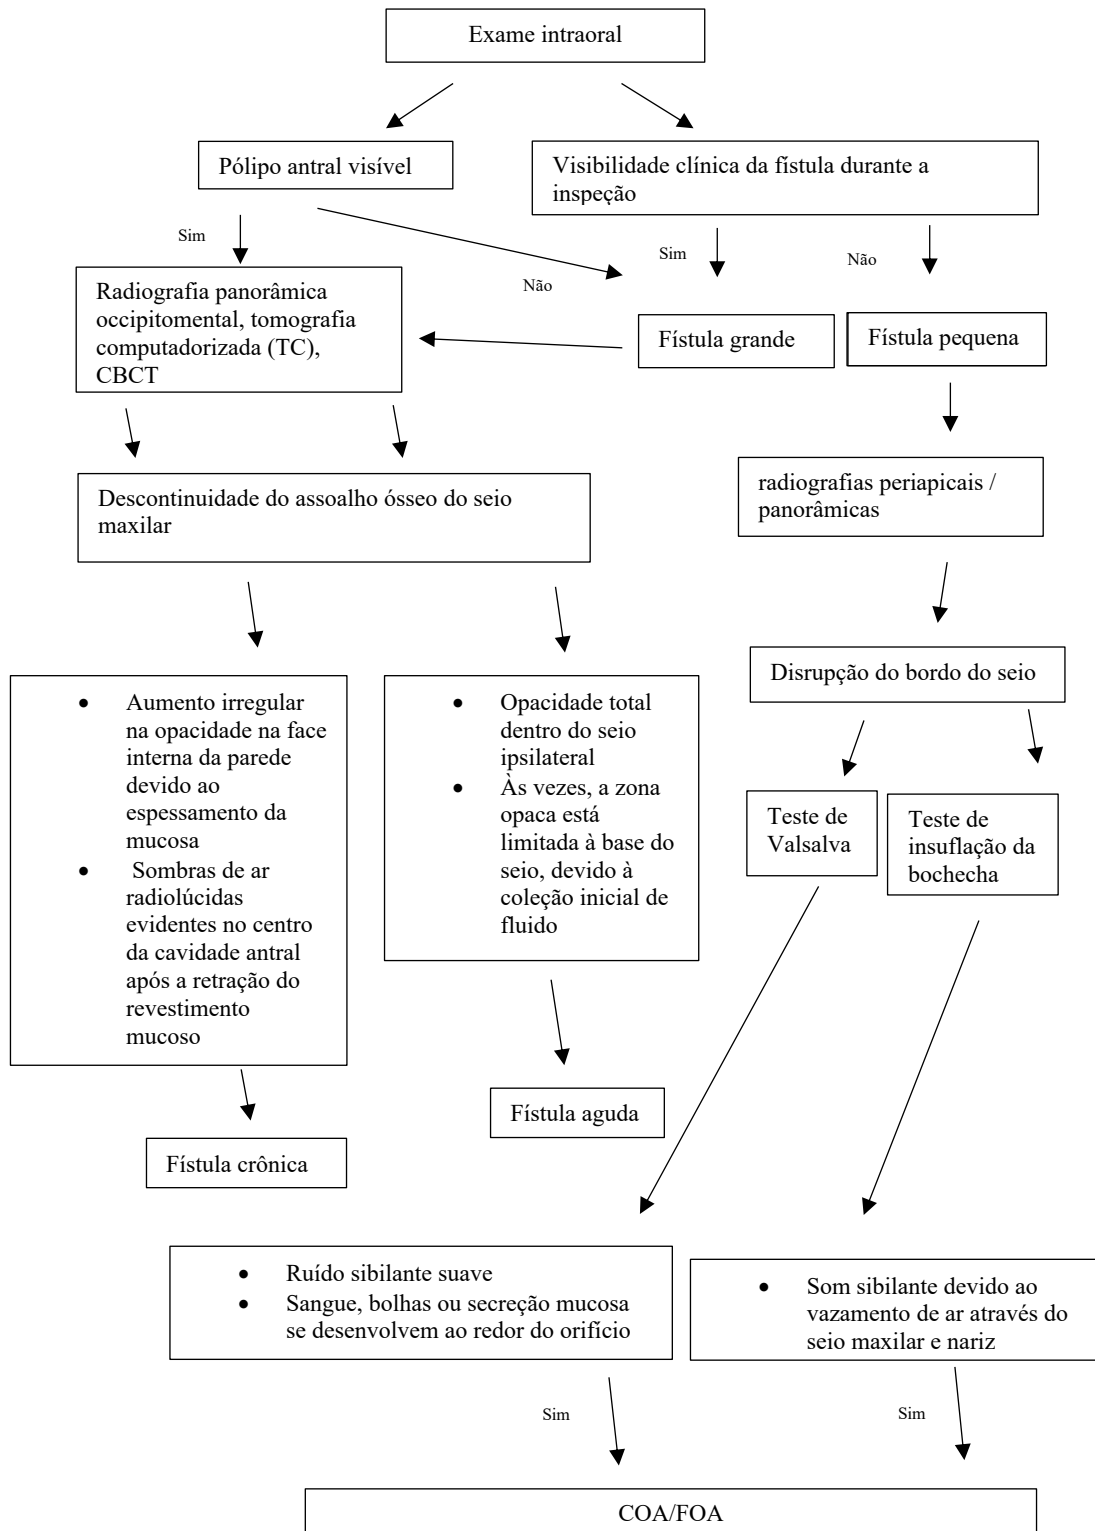 Exame intraoral
Pólipo antral visível
Visibilidade clínica da fístula durante a
inspeção
Sim
Não
Sim
Não
Radiografia panorâmica
occipitomental, tomografia
computadorizada (TC),
CBCT
Fístula grande
Fístula pequena
Descontinuidade do assoalho ósseo do seio
maxilar
radiografias periapicais /
panorâmicas
Disrupção do bordo do seio
• Aumento irregular
na opacidade na face
interna da parede
devido ao
espessamento da
mucosa
• Sombras de ar
radiolúcidas
evidentes no centro
da cavidade antral
após a retração do
revestimento
mucoso
• Opacidade total
dentro do seio
ipsilateral
• Às vezes, a zona
opaca está
limitada à base do
seio, devido à
coleção inicial de
fluido
Teste de
Valsalva
Teste de
insuflação da
bochecha
Fístula aguda
Fístula crônica
• Ruído sibilante suave
• Sangue, bolhas ou secreção mucosa
se desenvolvem ao redor do orifício
• Som sibilante devido ao
vazamento de ar através do
seio maxilar e nariz
Sim
Sim
COA/FOA